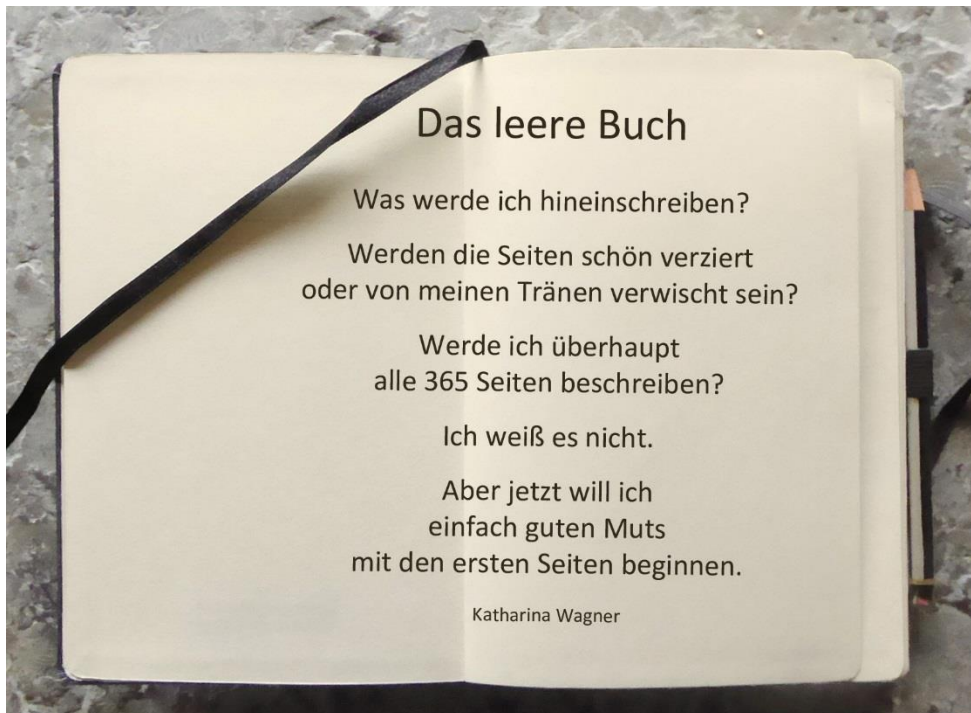 Das leere Buch
Was werde ich hineinschreiben?
Werden die Seiten schön verziert
oder von meinen Tränen verwischt sein?
Werde ich überhaupt
alle 365 Seiten beschreiben?
Ich weiß es nicht.
Aber jetzt will ich
einfach guten Muts
mit den ersten Seiten beginnen.
Katharina Wagner